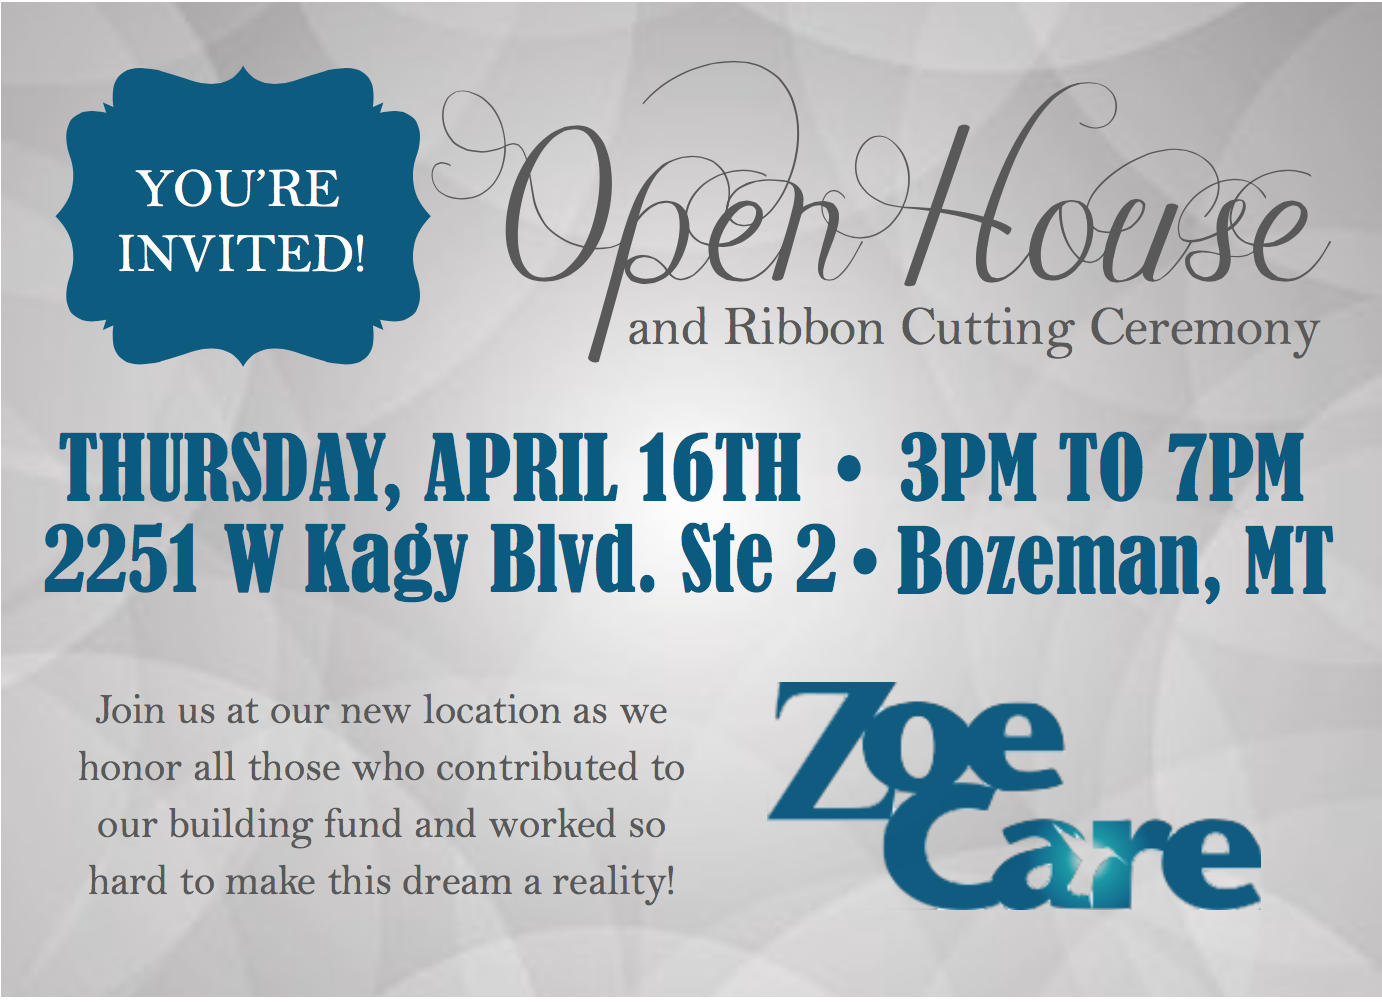 YOU’RE
INVITED!
Open House
and Ribbon Cutting Ceremony
THURSDAY, APRIL 16TH • 3PM TO 7PM
2251 W Kagy Blvd. Ste 2 • Bozeman, MT
Join us at our new location as we
honor all those who contributed to
our building fund and worked so
hard to make this dream a reality!
Zoe
Care